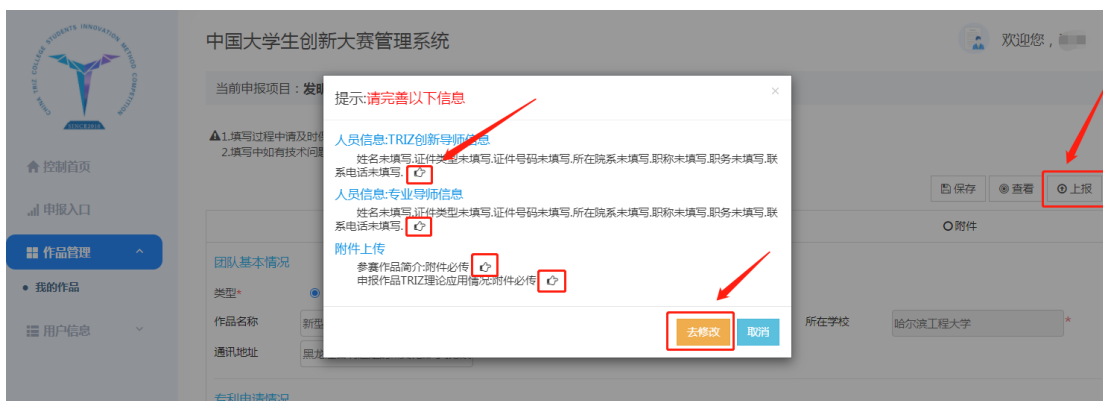 CHINA TRIZ COLLEGE STUDENTS INNOVATION METHOD COMPETITION
中国大学生创新大赛管理系统
欢迎您，
当前申报项目：发明
提示:请完善以下信息
×
1.填写过程中请及时保
2.填写中如有技术问题
人员信息:TRIZ创新导师信息
姓名未填写.证件类型未填写.证件号码未填写.所在院系未填写.职称未填写.职务未填写.联
系电话未填写.
人员信息:专业导师信息
姓名未填写.证件类型未填写.证件号码未填写.所在院系未填写.职称未填写.职务未填写.联
系电话未填写.
附件上传
参赛作品简介:附件必传
申报作品TRIZ理论应用情况:附件必传
去修改
取消
控制首页
申报入口
作品管理
我的作品
用户信息
保存
查看
上报
附件
团队基本情况
类型*
作品名称
新型
所在学校
哈尔滨工程大学
*
通讯地址
黑龙
专利申请情况